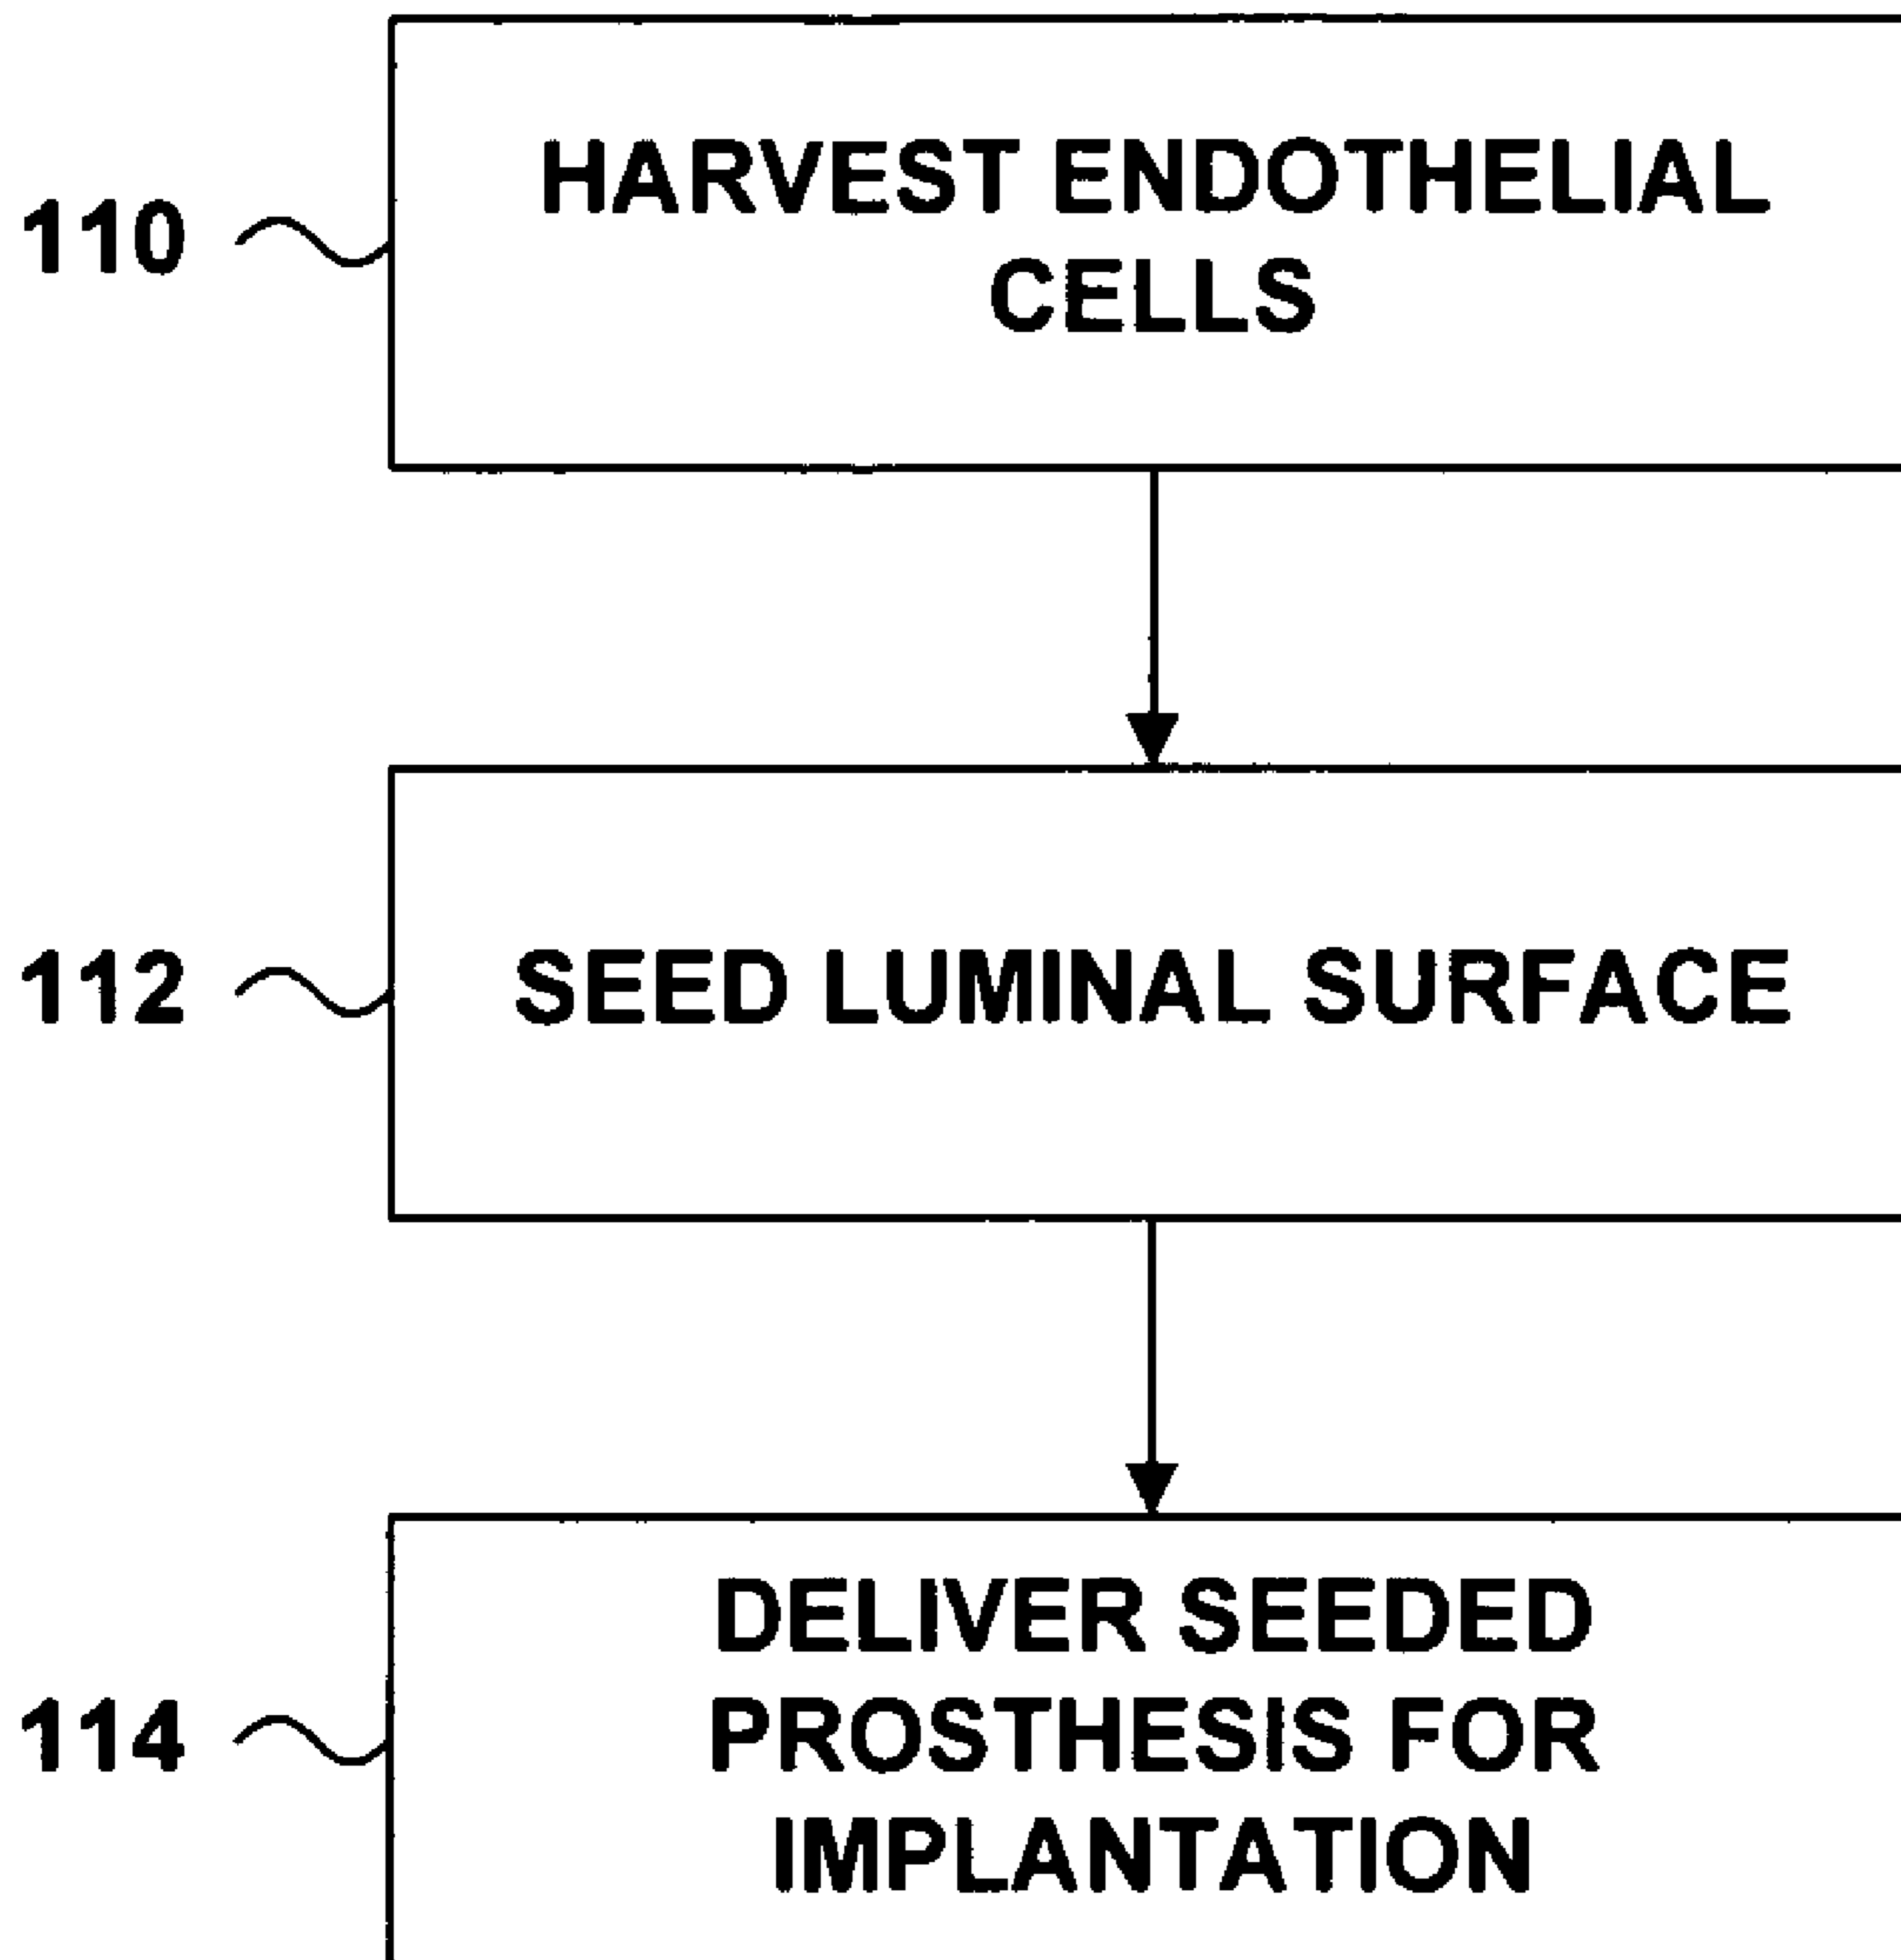 HARVEST ENDOTHELIAL
110
CELLS
112 SEED LUMINAL SURFACE
DELIVER SEEDED
114 PROSTHESIS FOR
IMPLANTATION